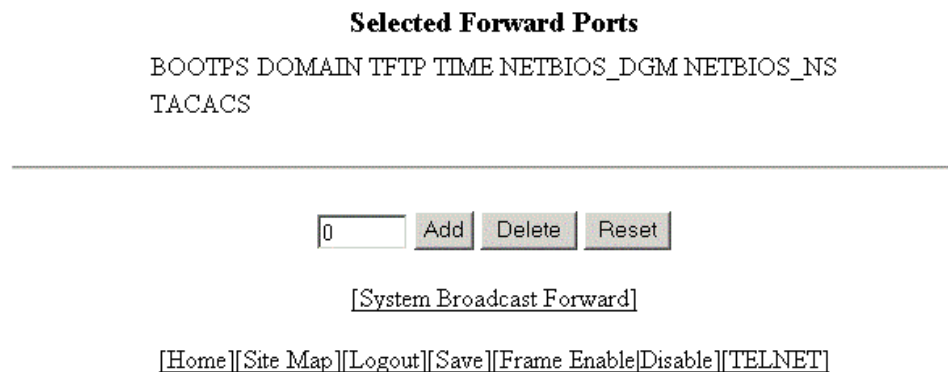 Selected Forward Ports
BOOTPS DOMAIN TFTP TIME NETBIOS_DGM NETBIOS_NS
TACACS
0 Add Delete Reset
[System Broadcast Forward]
[Home][Site Map][Logout][Save][Frame Enable|Disable][TELNET]